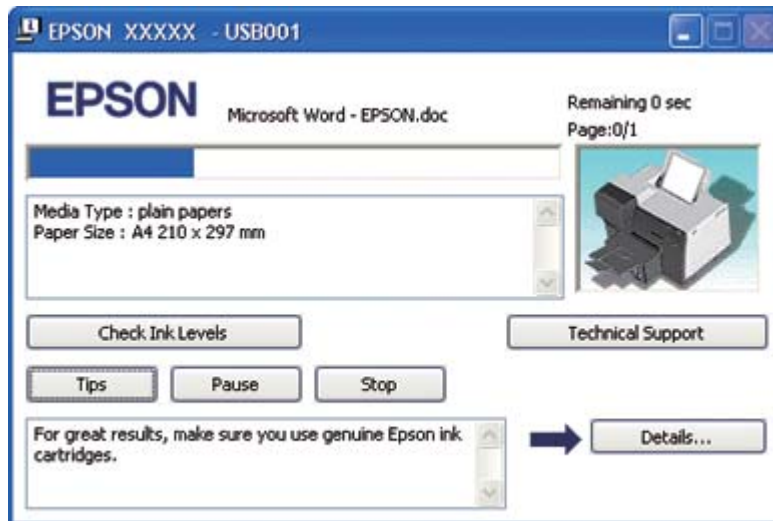 EPSON XXXXX - USB001
EPSON
Microsoft Word - EPSON.doc
Remaining 0 sec
Page:0/1
Media Type : plain papers
Paper Size : A4 210 x 297 mm
Check Ink Levels
Technical Support
Tips
Pause
Stop
For great results, make sure you use genuine Epson ink
cartridges.
Details...